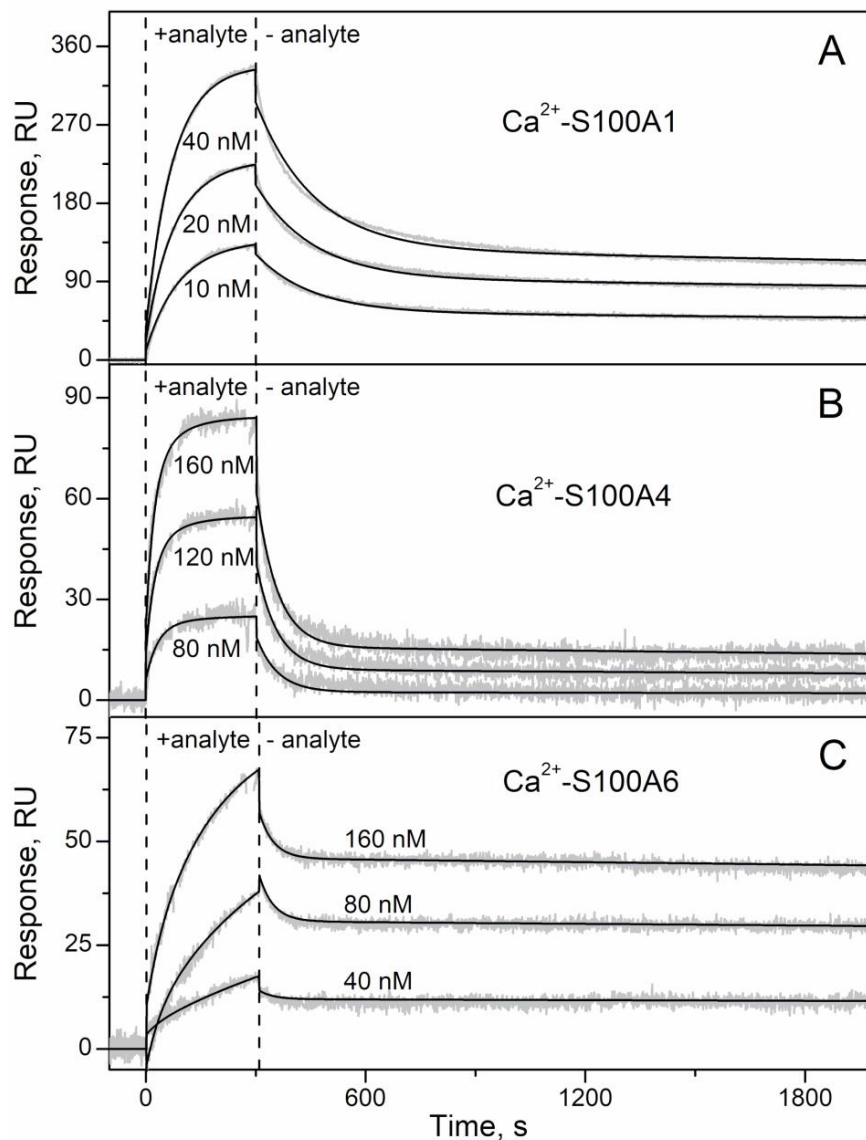 +analyte - analyte
A
Ca²⁺-S100A1
40 nM
20 nM
10 nM
Response, RU
360
270
180
90
0
+analyte - analyte
B
Ca²⁺-S100A4
160 nM
120 nM
80 nM
Response, RU
90
60
30
0
+analyte - analyte
C
Ca²⁺-S100A6
160 nM
80 nM
40 nM
Response, RU
75
50
25
0
0 600 1200 1800
Time, s